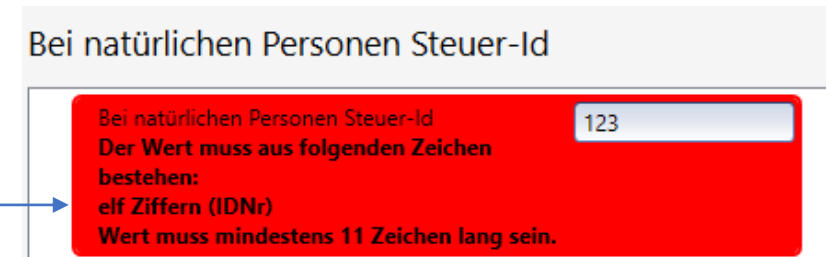 Bei natürlichen Personen Steuer-Id
Bei natürlichen Personen Steuer-Id
123
Der Wert muss aus folgenden Zeichen
bestehen:
elf Ziffern (IDNr)
Wert muss mindestens 11 Zeichen lang sein.